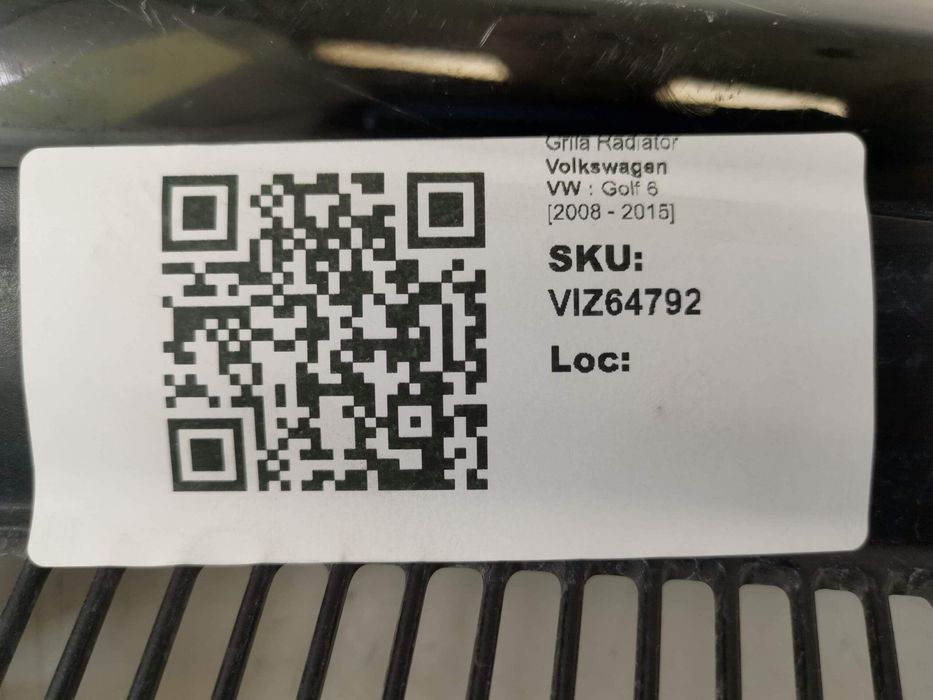 Grila Radiator
Volkswagen
VW : Golf 6
[2008 - 2015]
SKU:
VIZ64792
Loc: